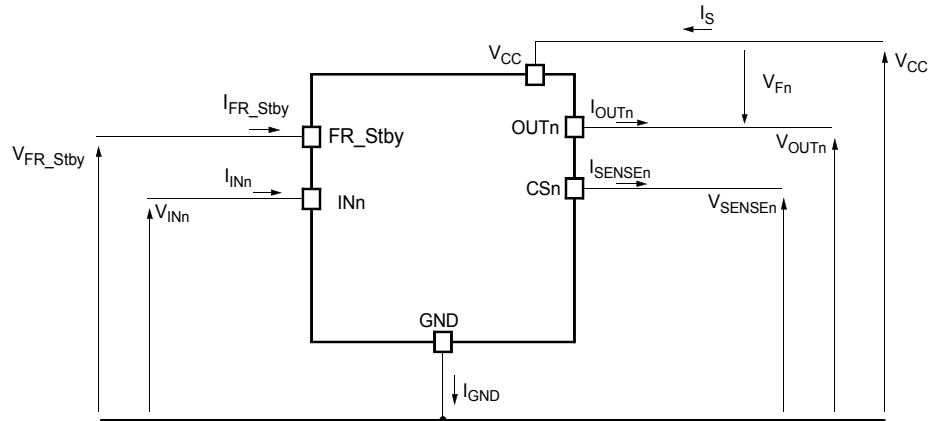 I_S
V_CC
V_CC
V_Fn
I_FR_Stby
I_OUTn
FR_Stby
OUTn
V_FR_Stby
V_OUTn
I_INn
I_SENSEn
INn
CSn
V_INn
V_SENSEn
GND
I_GND